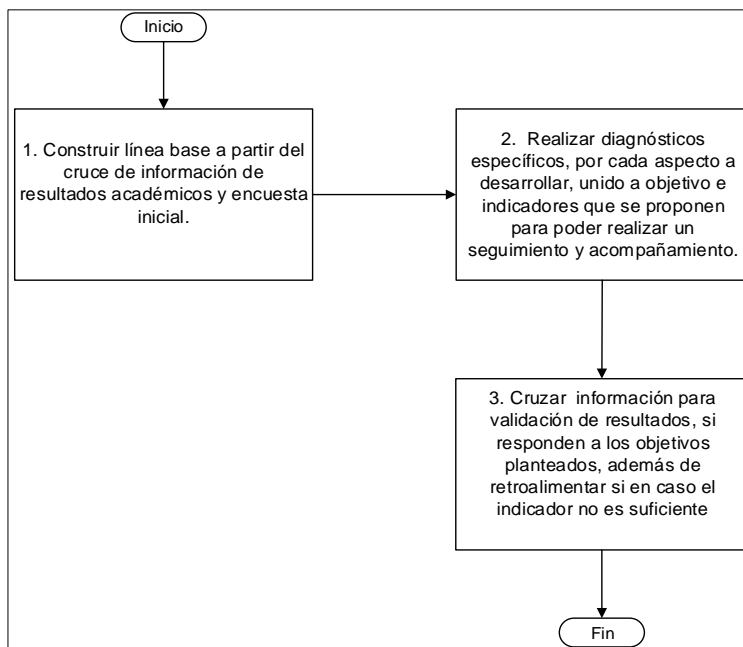 Inicio
1. Construir línea base a partir del
cruce de información de
resultados académicos y encuesta
inicial.
2. Realizar diagnósticos
específicos, por cada aspecto a
desarrollar, unido a objetivo e
indicadores que se proponen
para poder realizar un
seguimiento y acompañamiento.
3. Cruzar información para
validación de resultados, si
responden a los objetivos
planteados, además de
retroalimentar si en caso el
indicador no es suficiente
Fin